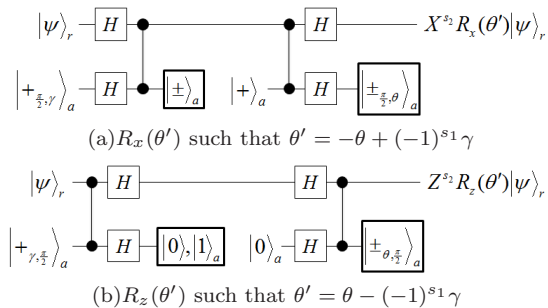 |ψ⟩_r H H X^{s_2} R_x(θ′)|ψ⟩_r
|+_{π/2,γ}⟩_a H |±⟩_a |+⟩_a H |±_{π/2,θ}⟩_a
(a)R_x(θ′) such that θ′ = −θ + (−1)^{s_1}γ
|ψ⟩_r H H Z^{s_2} R_z(θ′)|ψ⟩_r
|+_{γ,π/2}⟩_a H |0⟩,|1⟩_a |0⟩_a H |±_{θ,π/2}⟩_a
(b)R_z(θ′) such that θ′ = θ − (−1)^{s_1}γ